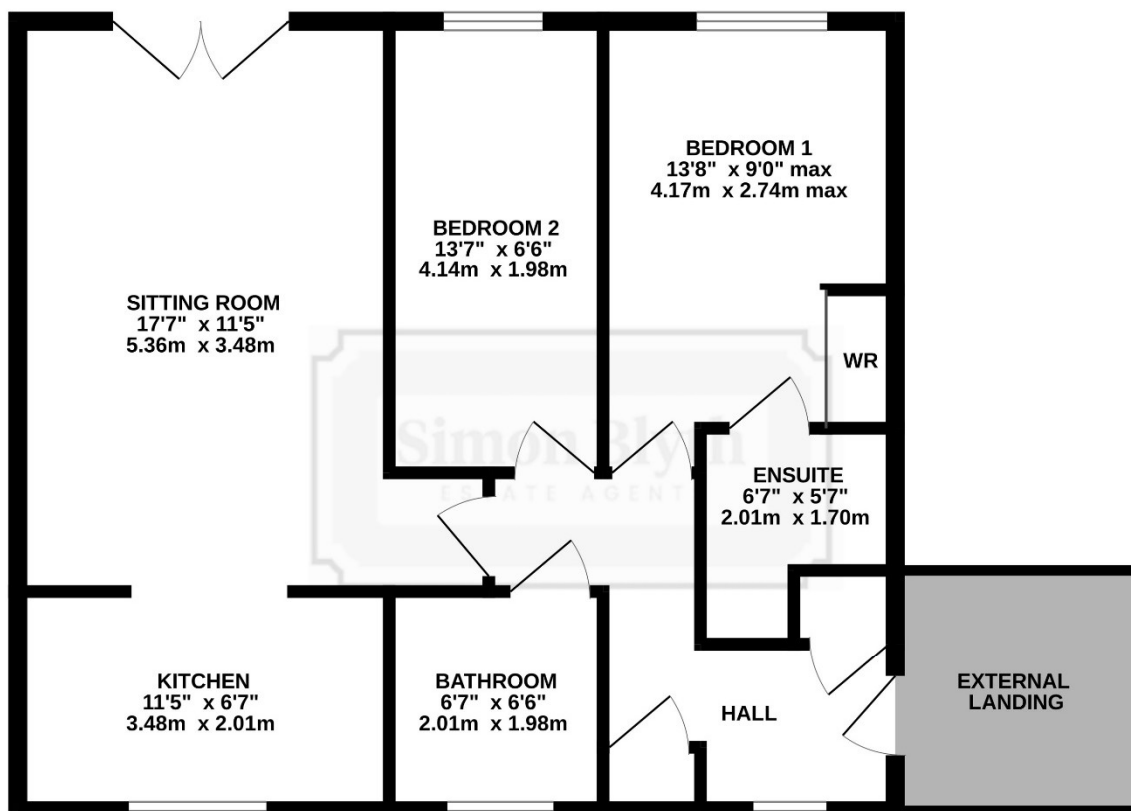 BEDROOM 1
13'8" x 9'0" max
4.17m x 2.74m max
BEDROOM 2
13'7" x 6'6"
4.14m x 1.98m
SITTING ROOM
17'7" x 11'5"
5.36m x 3.48m
WR
Simon Blyth
ESTATE AGENTS
ENSUITE
6'7" x 5'7"
2.01m x 1.70m
KITCHEN
11'5" x 6'7"
3.48m x 2.01m
BATHROOM
6'7" x 6'6"
2.01m x 1.98m
HALL
EXTERNAL
LANDING